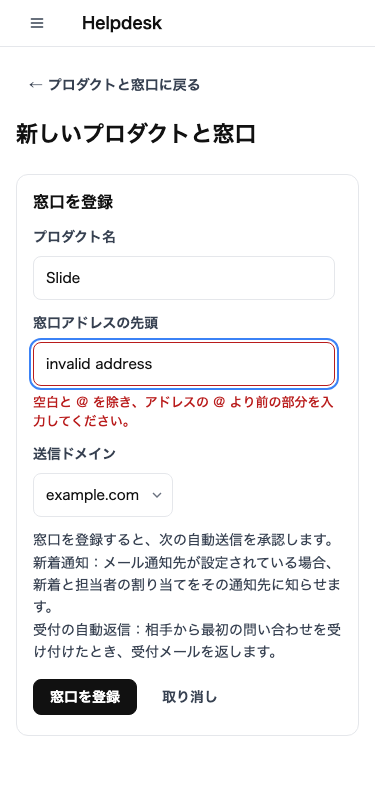 Helpdesk
← プロダクトと窓口に戻る
新しいプロダクトと窓口
窓口を登録
プロダクト名
Slide
窓口アドレスの先頭
invalid address
空白と @ を除き、アドレスの @ より前の部分を入
力してください。
送信ドメイン
example.com
窓口を登録すると、次の自動送信を承認します。
新着通知：メール通知先が設定されている場合、
新着と担当者の割り当てをその通知先に知らせま
す。
受付の自動返信：相手から最初の問い合わせを受
け付けたとき、受付メールを返します。
窓口を登録
取り消し